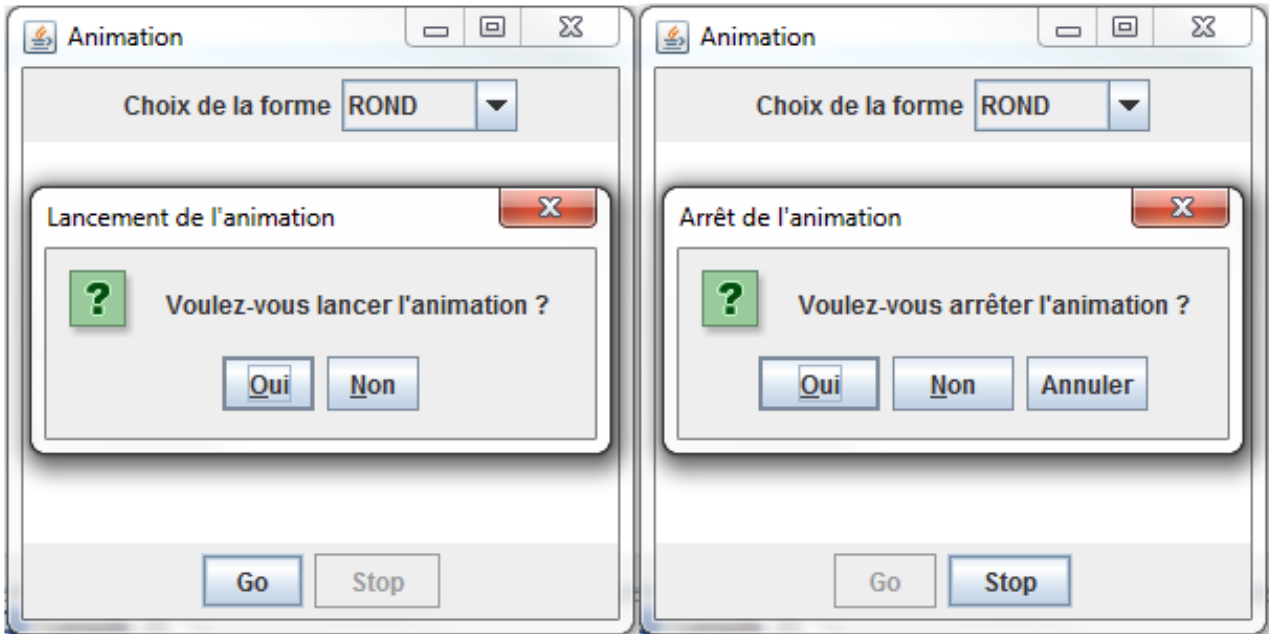 Animation
Choix de la forme ROND
Lancement de l'animation
Voulez-vous lancer l'animation ?
Oui Non
Go Stop
Animation
Choix de la forme ROND
Arrêt de l'animation
Voulez-vous arrêter l'animation ?
Oui Non Annuler
Go Stop